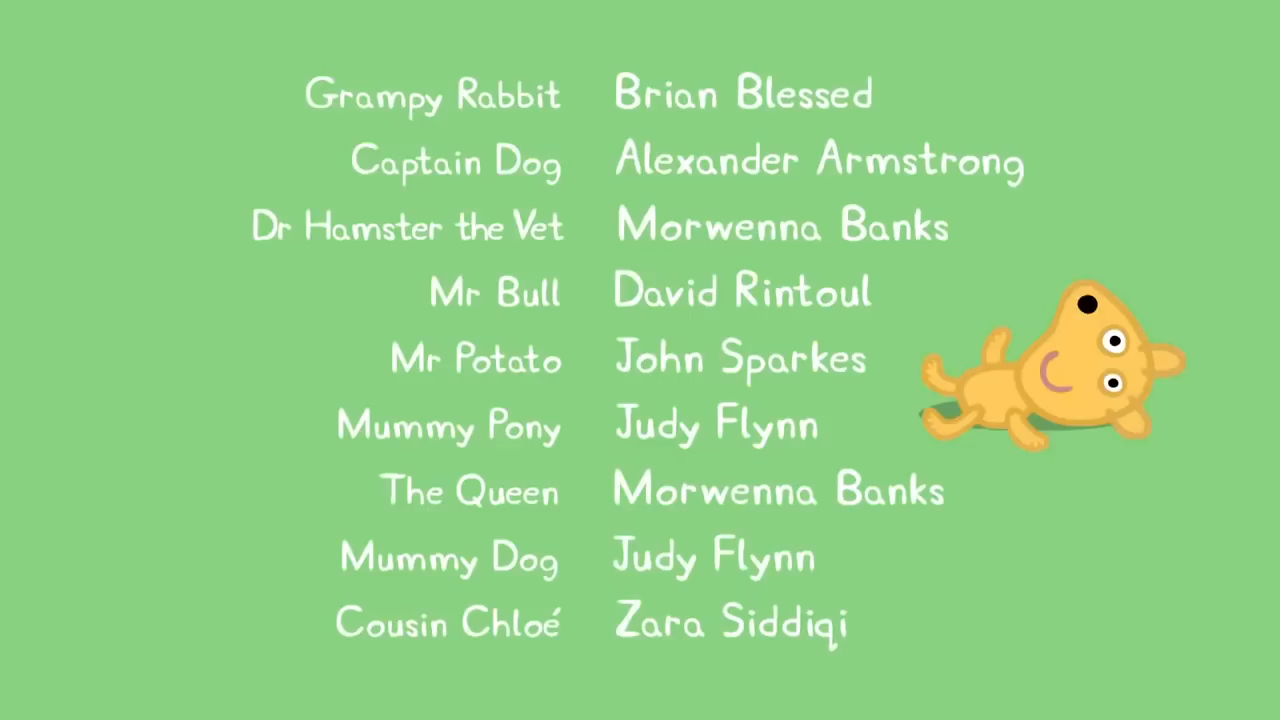 Grampy Rabbit Brian Blessed
Captain Dog Alexander Armstrong
Dr Hamster the Vet Morwenna Banks
Mr Bull David Rintoul
Mr Potato John Sparkes
Mummy Pony Judy Flynn
The Queen Morwenna Banks
Mummy Dog Judy Flynn
Cousin Chloé Zara Siddiqi